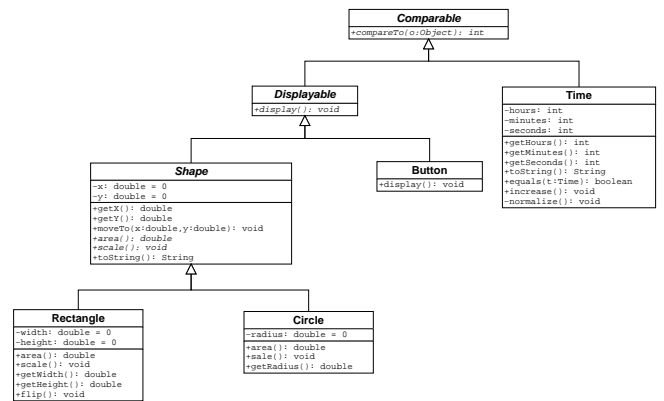 Comparable
+compareTo(o:Object): int
Displayable
+display(): void
Time
-hours: int
-minutes: int
-seconds: int
+getHours(): int
+getMinutes(): int
+getSeconds(): int
+toString(): String
+equals(t:Time): boolean
+increase(): void
-normalize(): void
Shape
-x: double = 0
-y: double = 0
+getX(): double
+getY(): double
+moveTo(x:double,y:double): void
+area(): double
+scale(): void
+toString(): String
Button
+display(): void
Rectangle
-width: double = 0
-height: double = 0
+area(): double
+scale(): void
+getWidth(): double
+getHeight(): double
+flip(): void
Circle
-radius: double = 0
+area(): double
+sale(): void
+getRadius(): double